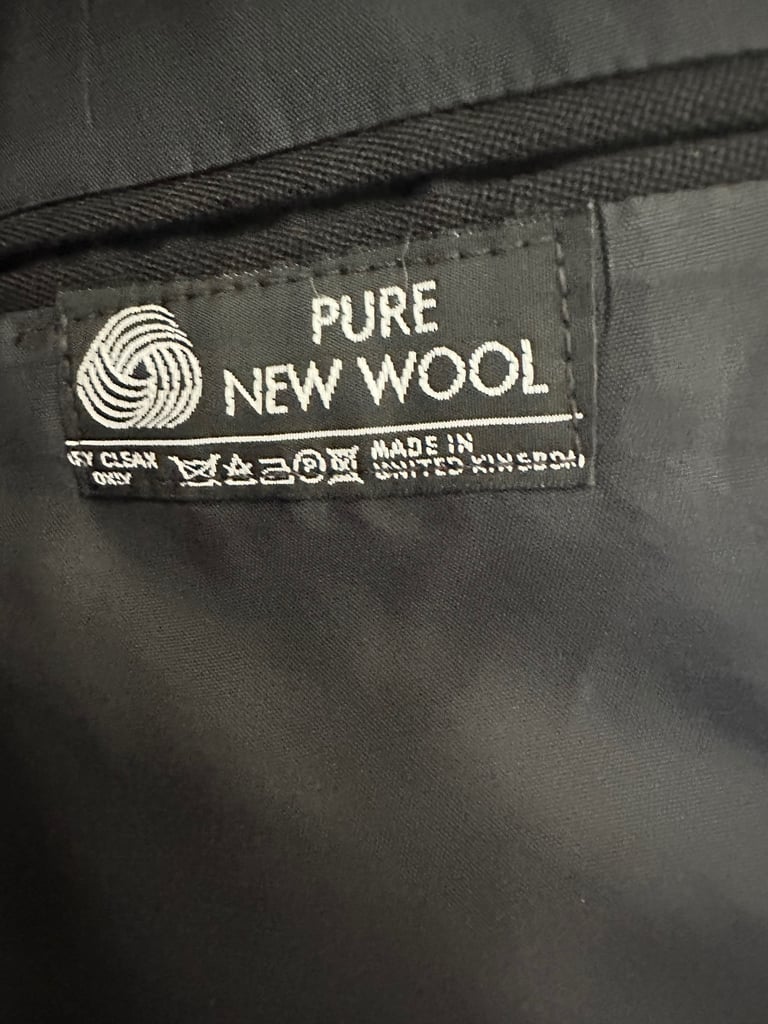 PURE
NEW WOOL
DRY CLEAN
ONLY
MADE IN
UNITED KINGDOM